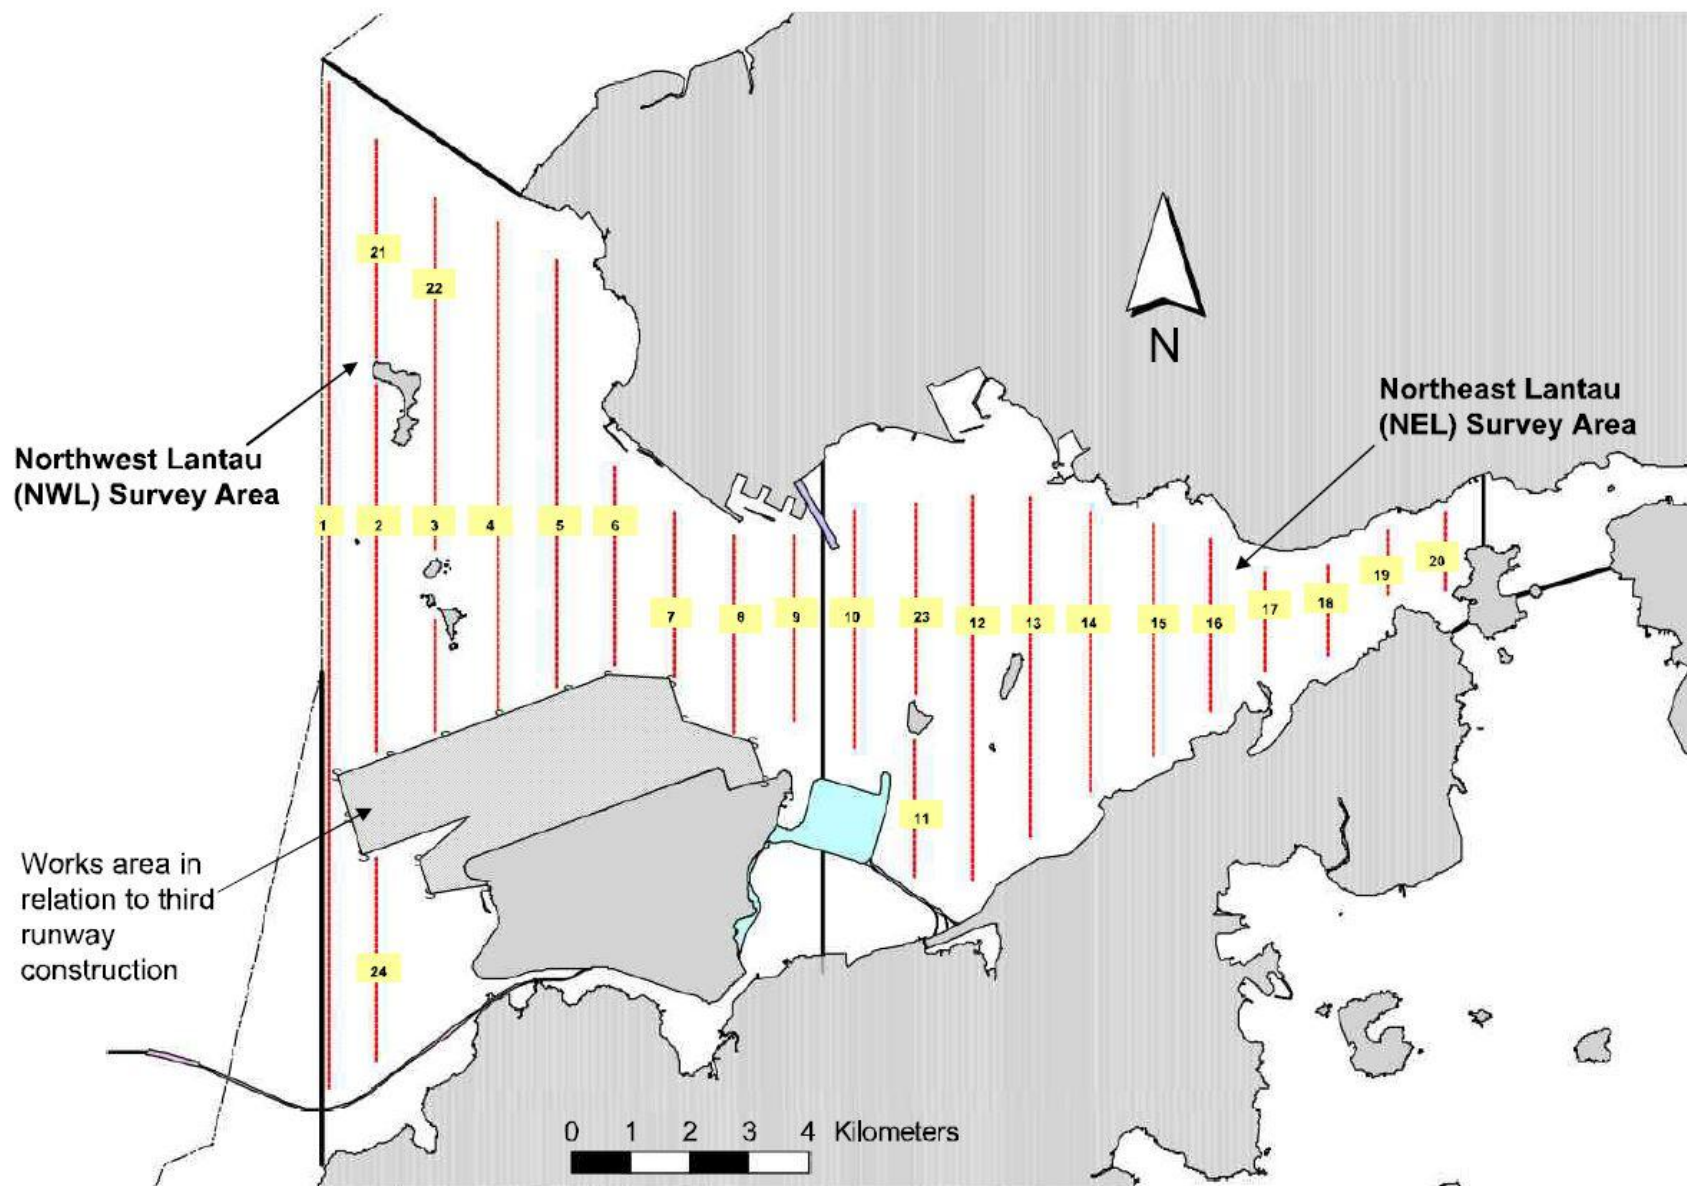 21
22
N
Northeast Lantau
(NEL) Survey Area
Northwest Lantau
(NWL) Survey Area
1 2 3 4 5 6
20
19
18
17
7 8 9 10 23 12 13 14 15 16
11
Works area in
relation to third
runway
construction
24
0 1 2 3 4 Kilometers